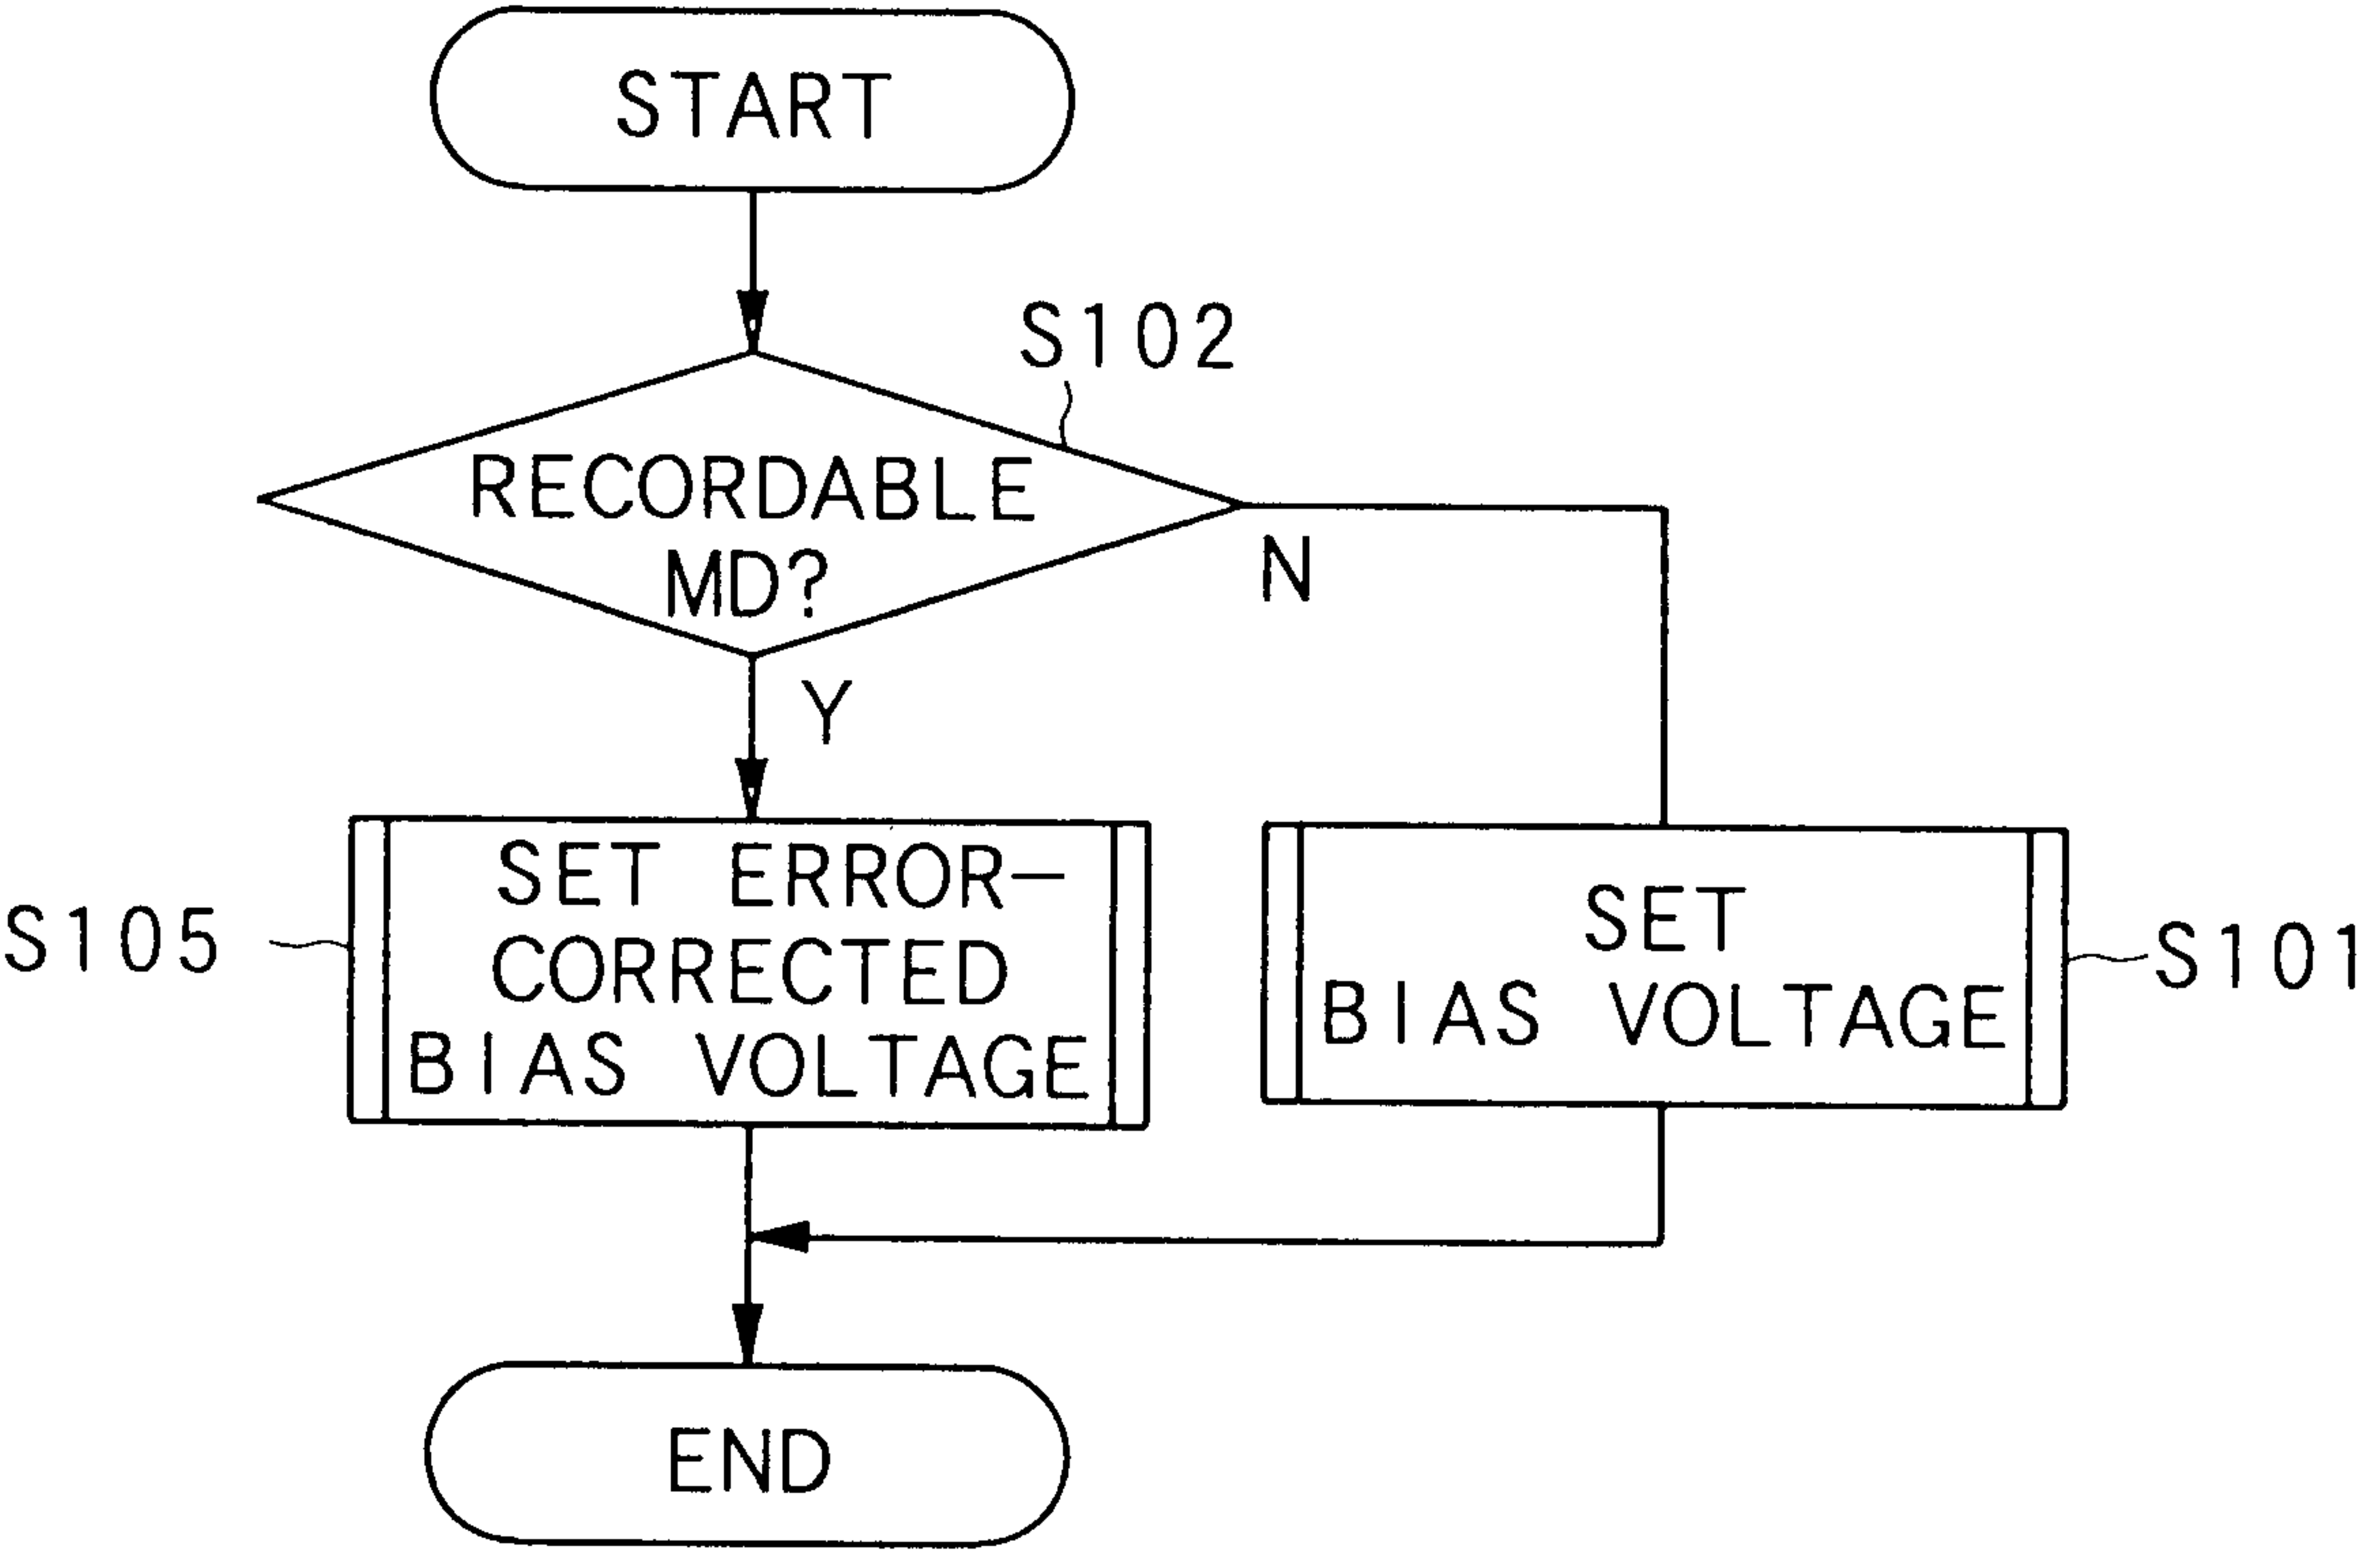 START
S102
RECORDABLE
MD?
N
Y
SET ERROR-
CORRECTED
BIAS VOLTAGE
S105
SET
BIAS VOLTAGE
S101
END